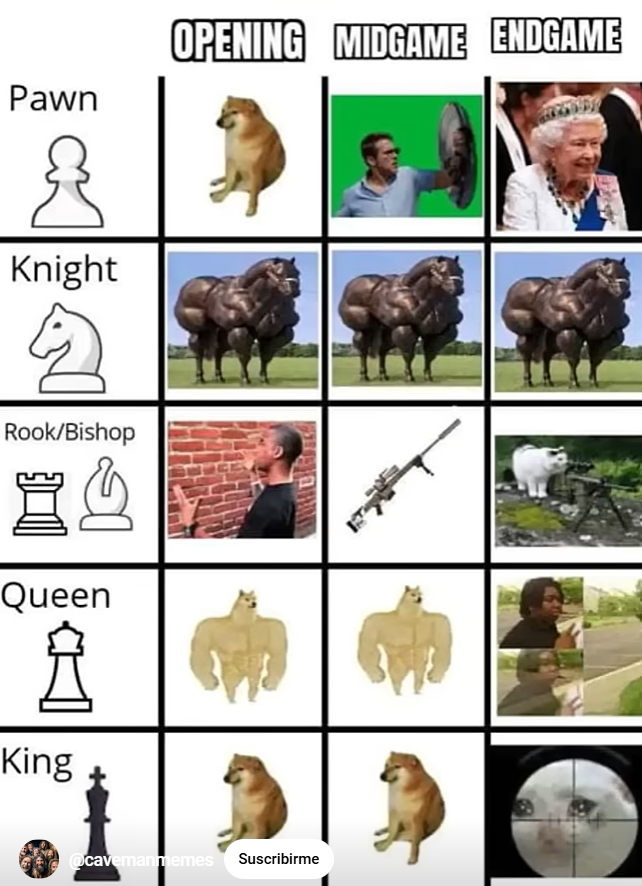 OPENING MIDGAME ENDGAME
Pawn
Knight
Rook/Bishop
Queen
King
@cavemanmemes Suscribirme